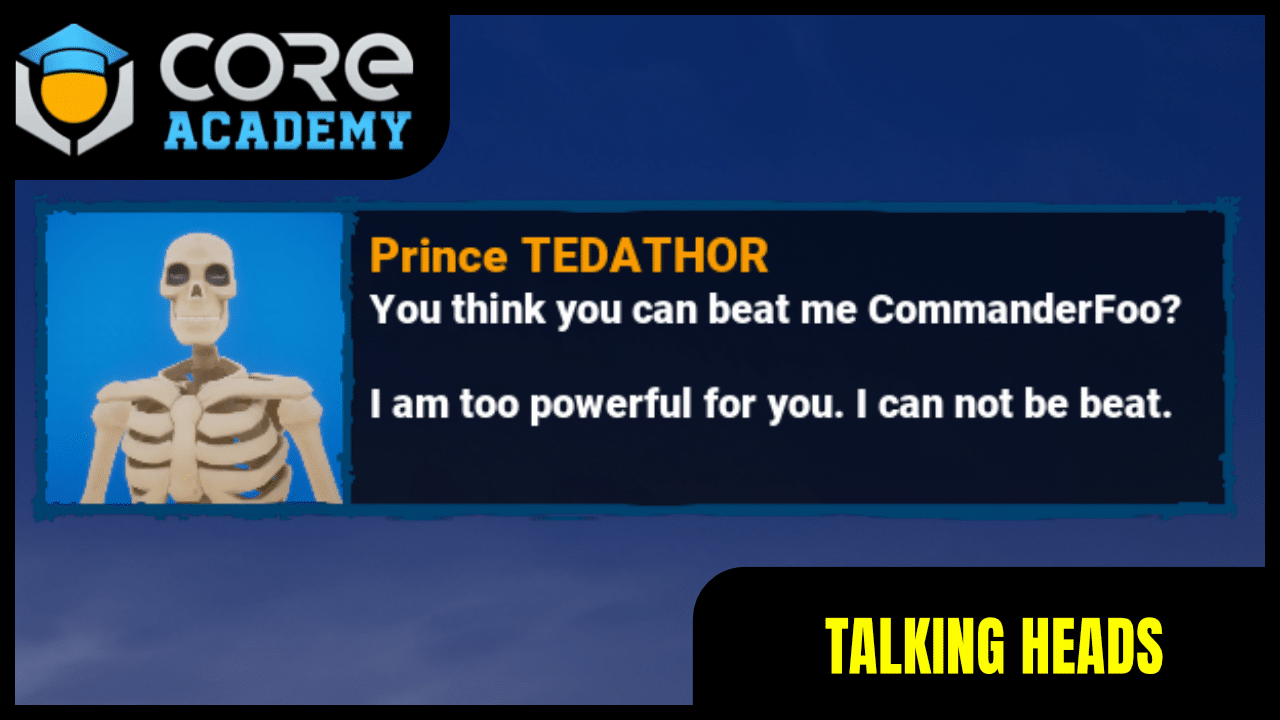 CORE
ACADEMY
Prince TEDATHOR
You think you can beat me CommanderFoo?
I am too powerful for you. I can not be beat.
TALKING HEADS